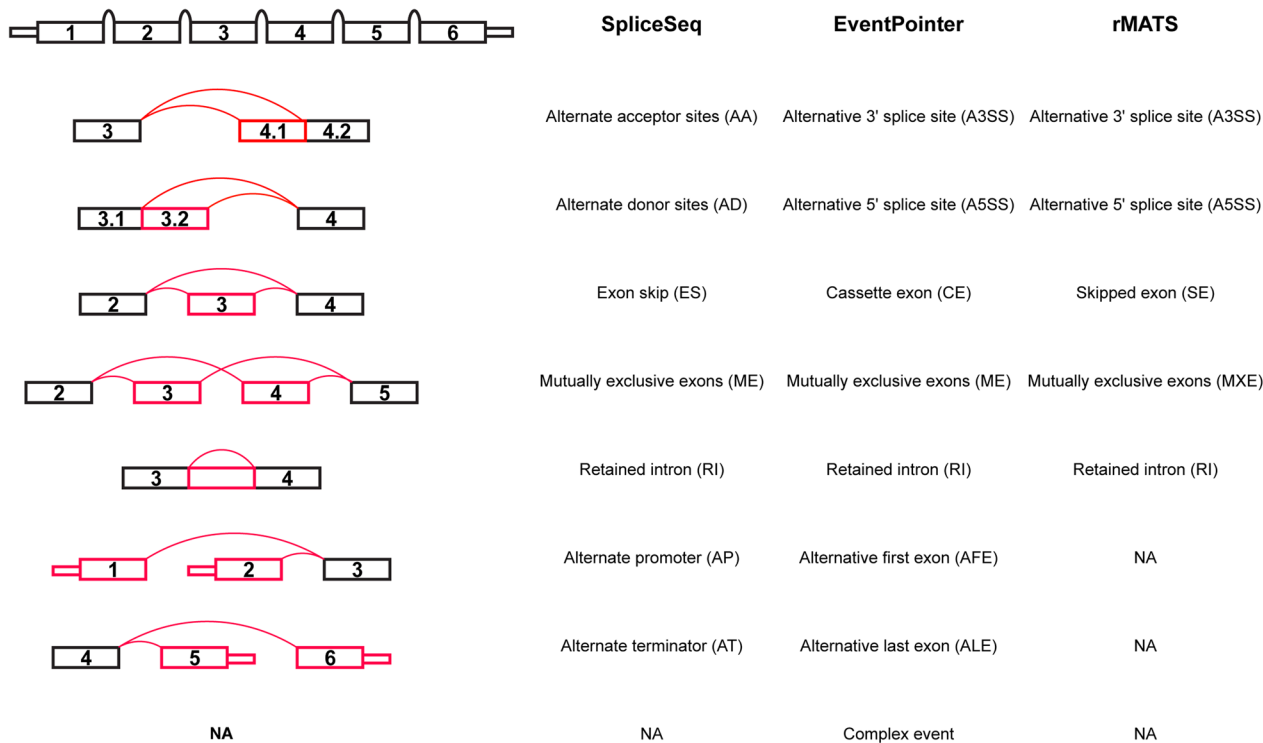 1 2 3 4 5 6 SpliceSeq EventPointer rMATS
3 4.1 4.2 Alternate acceptor sites (AA) Alternative 3' splice site (A3SS) Alternative 3' splice site (A3SS)
3.1 3.2 4 Alternate donor sites (AD) Alternative 5' splice site (A5SS) Alternative 5' splice site (A5SS)
2 3 4 Exon skip (ES) Cassette exon (CE) Skipped exon (SE)
2 3 4 5 Mutually exclusive exons (ME) Mutually exclusive exons (ME) Mutually exclusive exons (MXE)
3 4 Retained intron (RI) Retained intron (RI) Retained intron (RI)
1 2 3 Alternate promoter (AP) Alternative first exon (AFE) NA
4 5 6 Alternate terminator (AT) Alternative last exon (ALE) NA
NA NA Complex event NA